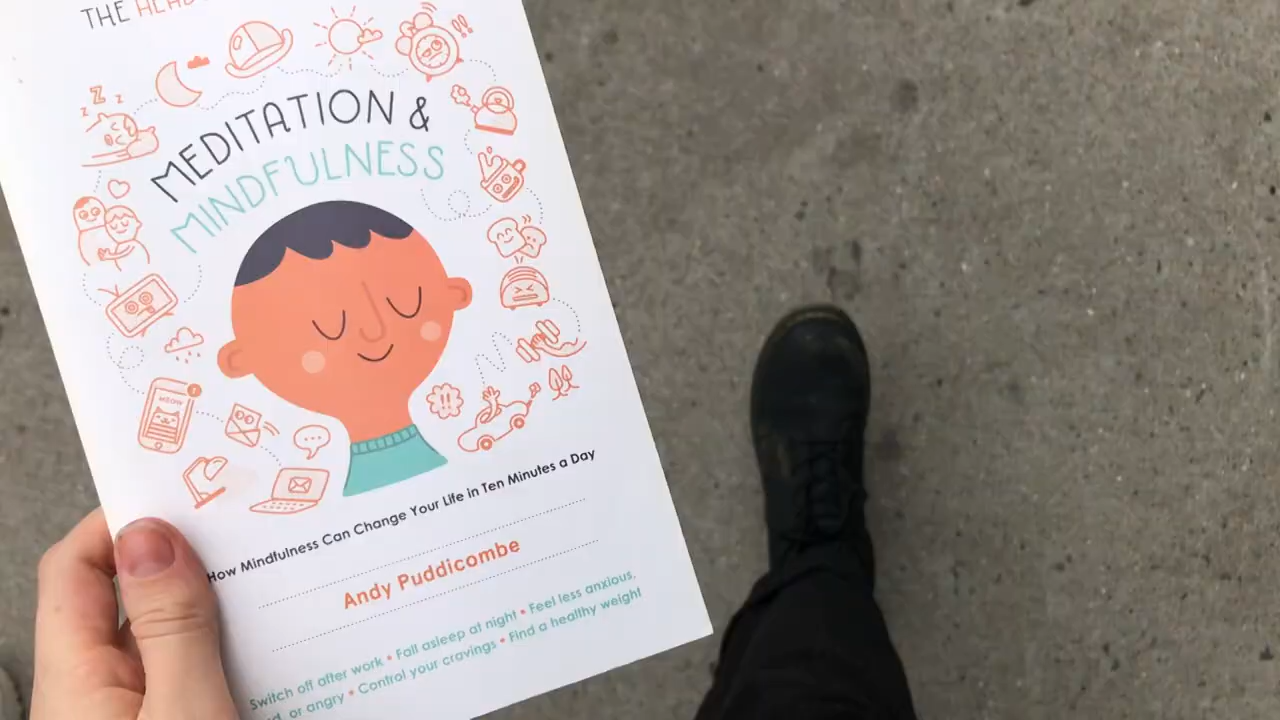 THE
MEDITATION &
MINDFULNESS
z z z
MEOW
!!
How Mindfulness Can Change Your Life in Ten Minutes a Day
Andy Puddicombe
Switch off after work • Fall asleep at night • Feel less anxious,
or angry • Control your cravings • Find a healthy weight